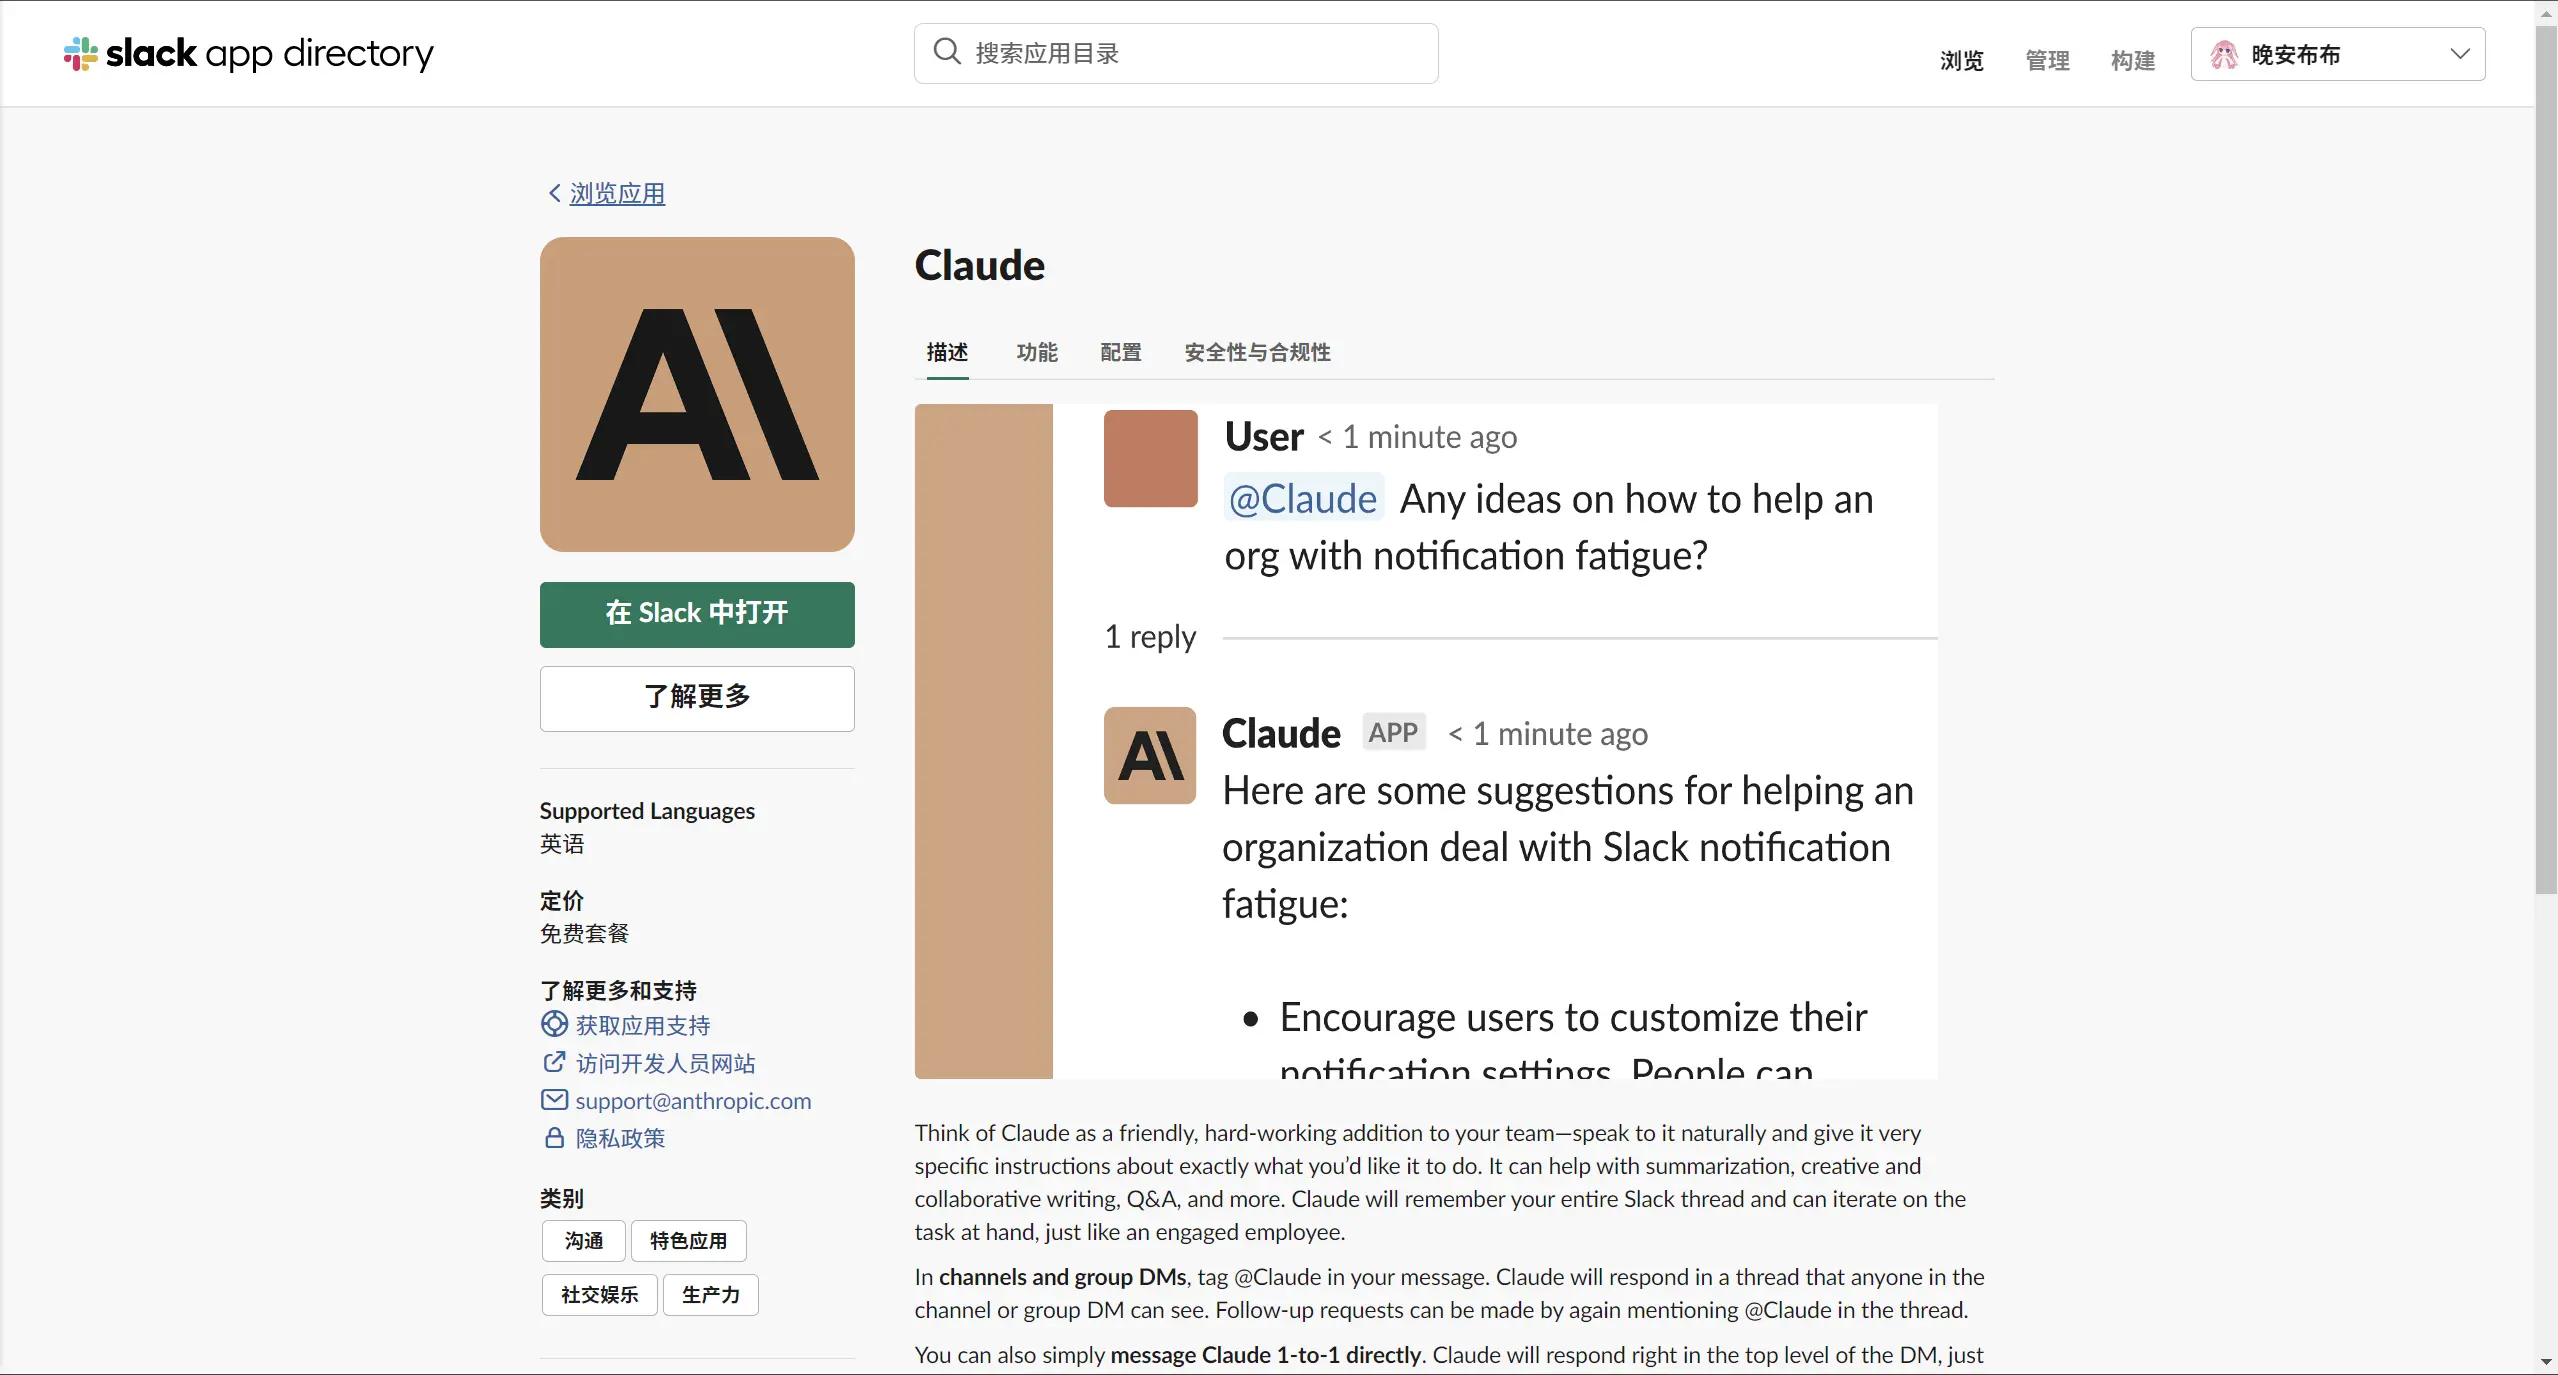 slack app directory
搜索应用目录
浏览
管理
构建
晚安布布
浏览应用
Claude
在 Slack 中打开
了解更多
Supported Languages
英语
定价
免费套餐
了解更多和支持
获取应用支持
访问开发人员网站
support@anthropic.com
隐私政策
类别
沟通
特色应用
社交娱乐
生产力
描述
功能
配置
安全性与合规性
User < 1 minute ago
@Claude Any ideas on how to help an
org with notification fatigue?
1 reply
Claude APP < 1 minute ago
Here are some suggestions for helping an
organization deal with Slack notification
fatigue:
• Encourage users to customize their
notification settings. People can
Think of Claude as a friendly, hard-working addition to your team—speak to it naturally and give it very
specific instructions about exactly what you’d like it to do. It can help with summarization, creative and
collaborative writing, Q&A, and more. Claude will remember your entire Slack thread and can iterate on the
task at hand, just like an engaged employee.
In channels and group DMs, tag @Claude in your message. Claude will respond in a thread that anyone in the
channel or group DM can see. Follow-up requests can be made by again mentioning @Claude in the thread.
You can also simply message Claude 1-to-1 directly. Claude will respond right in the top level of the DM, just